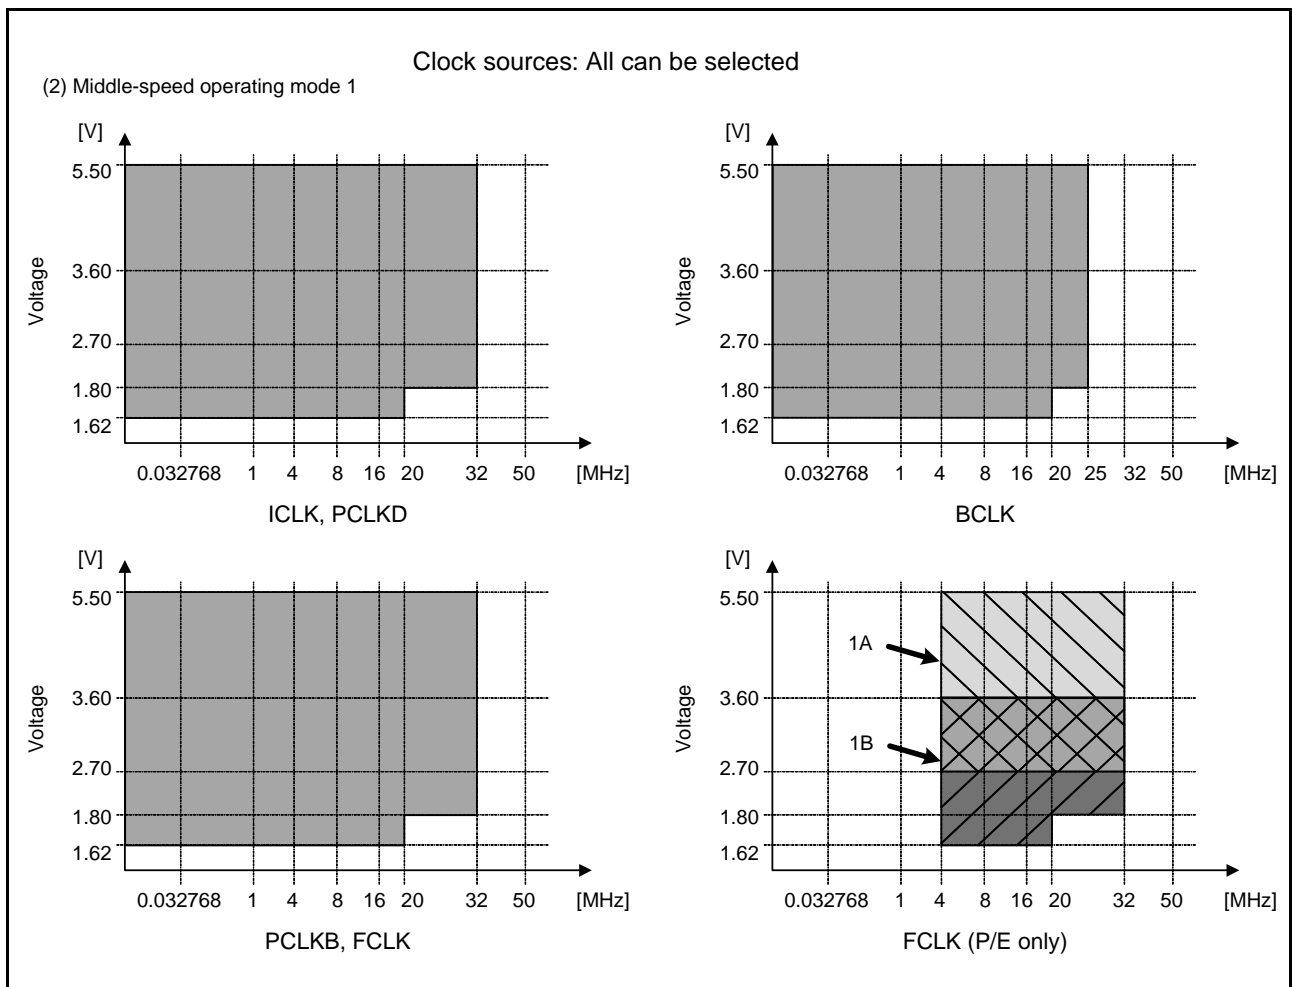 Clock sources: All can be selected
(2) Middle-speed operating mode 1
[V]
5.50
3.60
2.70
1.80
1.62
Voltage
0.032768 1 4 8 16 20 32 50 [MHz]
ICLK, PCLKD
[V]
5.50
3.60
2.70
1.80
1.62
Voltage
0.032768 1 4 8 16 20 25 32 50 [MHz]
BCLK
[V]
5.50
3.60
2.70
1.80
1.62
Voltage
0.032768 1 4 8 16 20 32 50 [MHz]
PCLKB, FCLK
[V]
5.50
3.60
2.70
1.80
1.62
Voltage
1A
1B
0.032768 1 4 8 16 20 32 50 [MHz]
FCLK (P/E only)